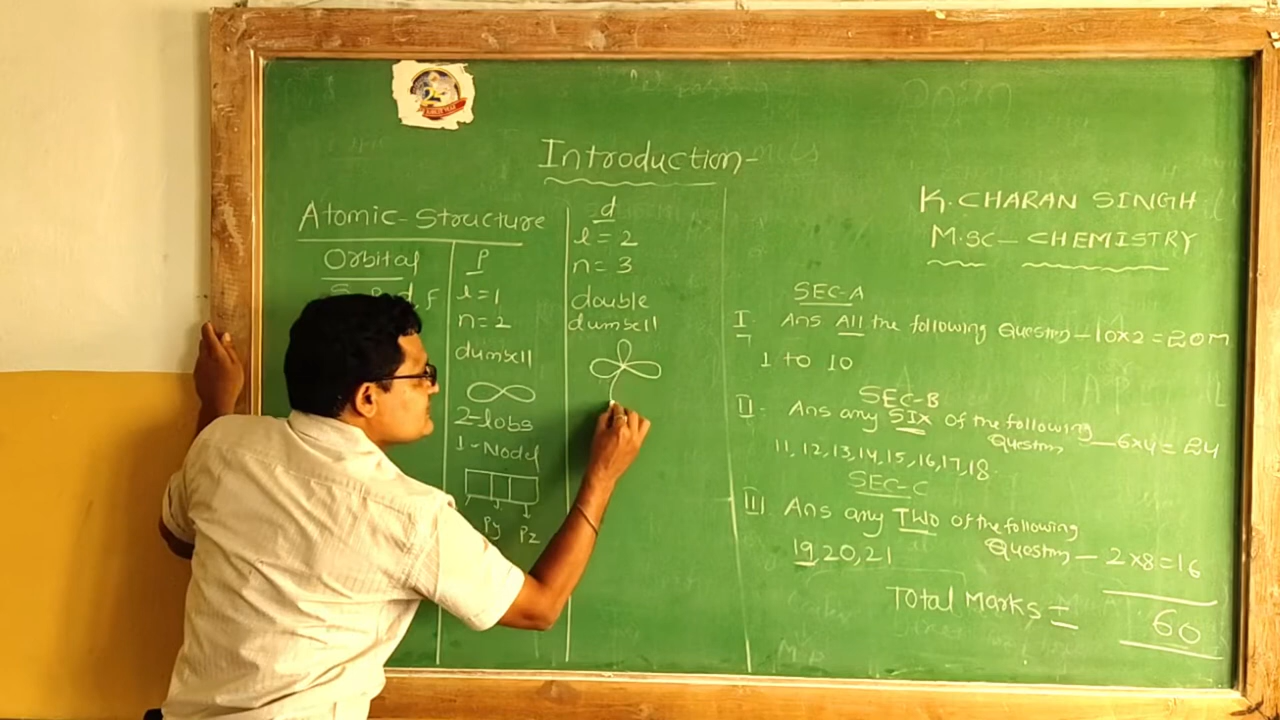 Introduction-
Atomic-Structure
Orbital
P
l=1
n=2
dumbell
2-lobs
1-Nodel
Py Pz
d
l=2
n=3
double
dumbell
K.CHARAN SINGH
M.SC-CHEMISTRY
SEC-A
I. Ans All the following Question-10x2=20M
1 to 10
SEC-B
II. Ans any SIX of the following
Question-6x4=24
11,12,13,14,15,16,17,18.
SEC-C
III. Ans any TWO of the following
Question-2x8=16
19,20,21
Total Marks=60